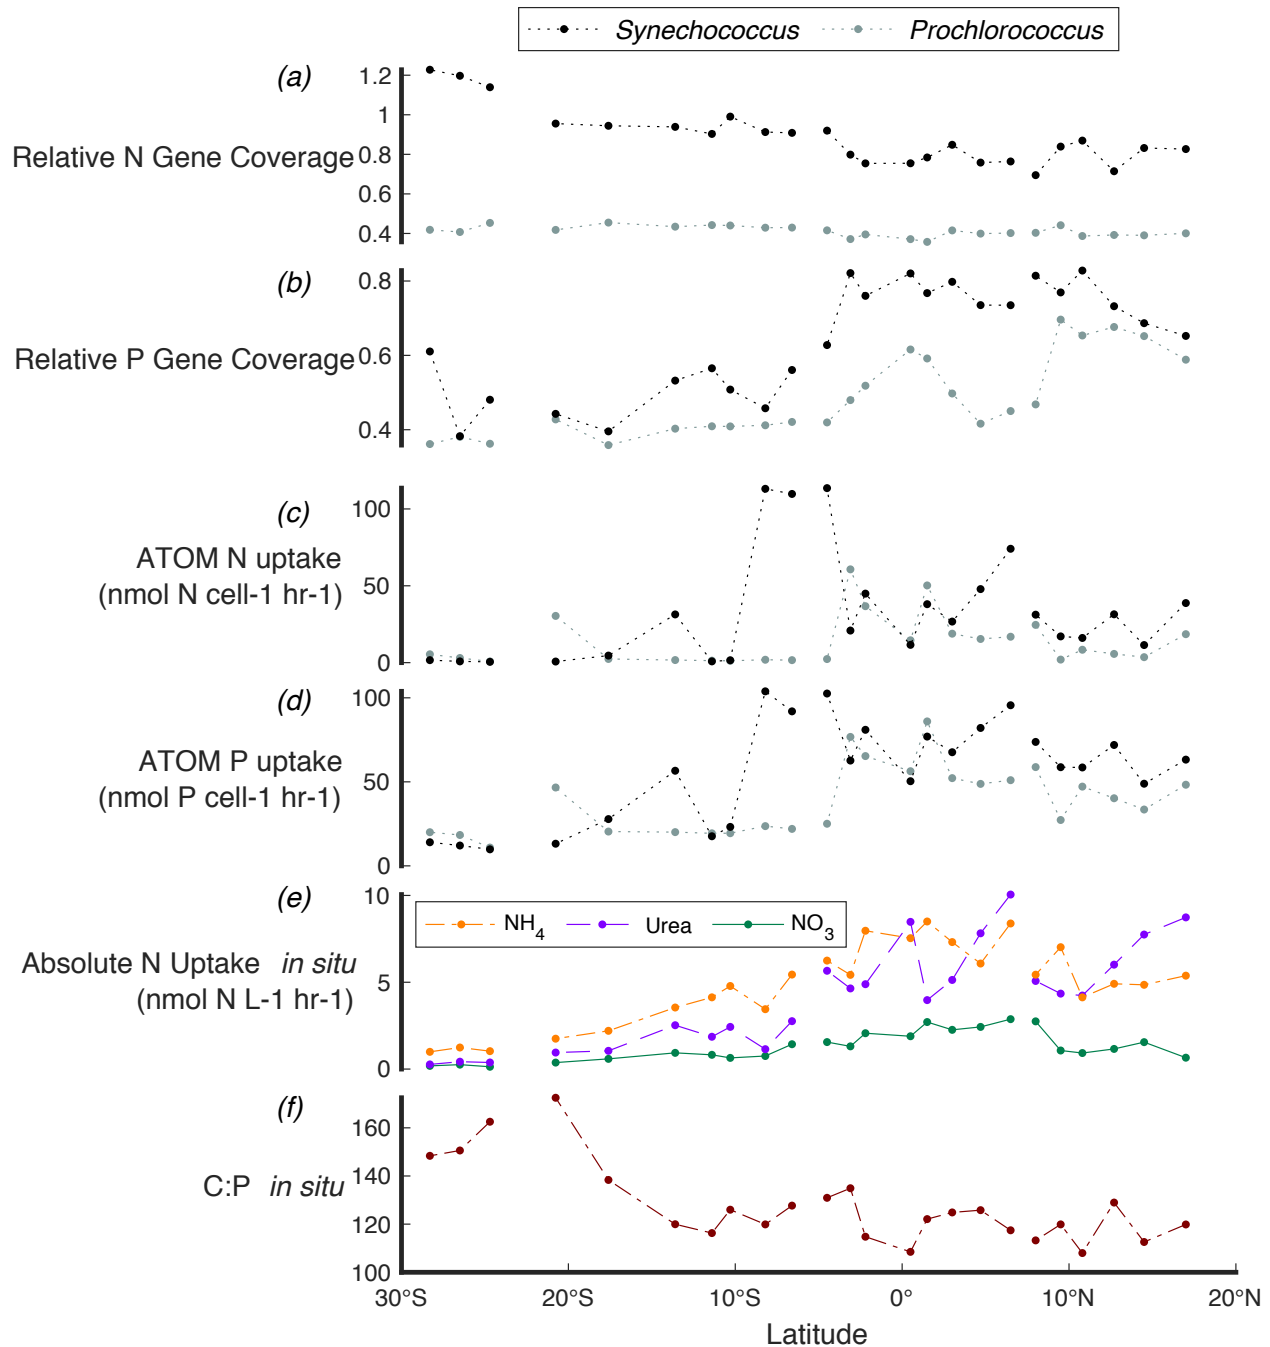 Synechococcus Prochlorococcus
(a)
Relative N Gene Coverage
1.2
1
0.8
0.6
0.4
(b)
Relative P Gene Coverage
0.8
0.6
0.4
(c)
ATOM N uptake
(nmol N cell-1 hr-1)
100
50
0
(d)
ATOM P uptake
(nmol P cell-1 hr-1)
100
50
0
(e)
Absolute N Uptake in situ
(nmol N L-1 hr-1)
10
5
0
NH4 Urea NO3
(f)
C:P in situ
160
140
120
100
30°S 20°S 10°S 0° 10°N 20°N
Latitude